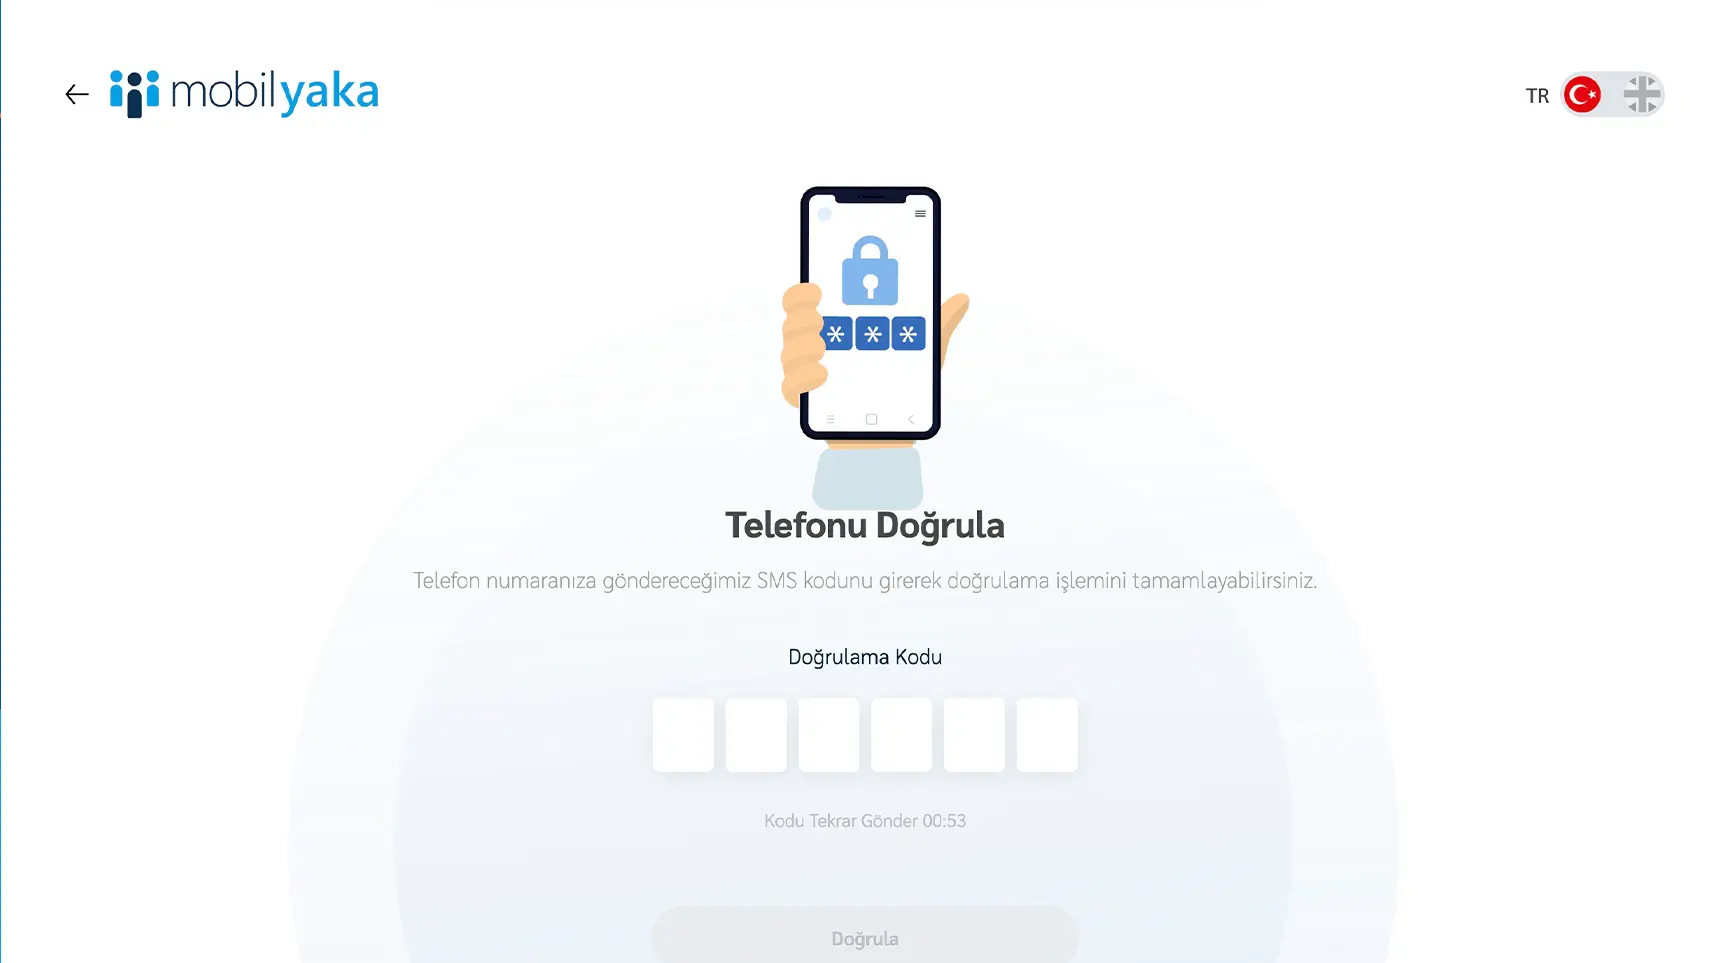 mobilyaka
TR
* * *
Telefonu Doğrula
Telefon numaranıza göndereceğimiz SMS kodunu girerek doğrulama işlemini tamamlayabilirsiniz.
Doğrulama Kodu
Kodu Tekrar Gönder 00:53
Doğrula